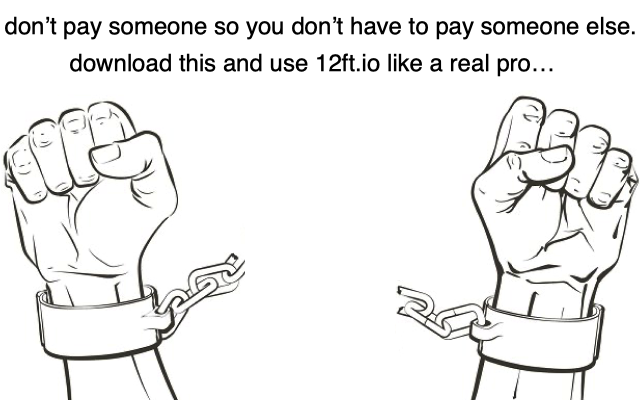 don’t pay someone so you don’t have to pay someone else.
download this and use 12ft.io like a real pro…